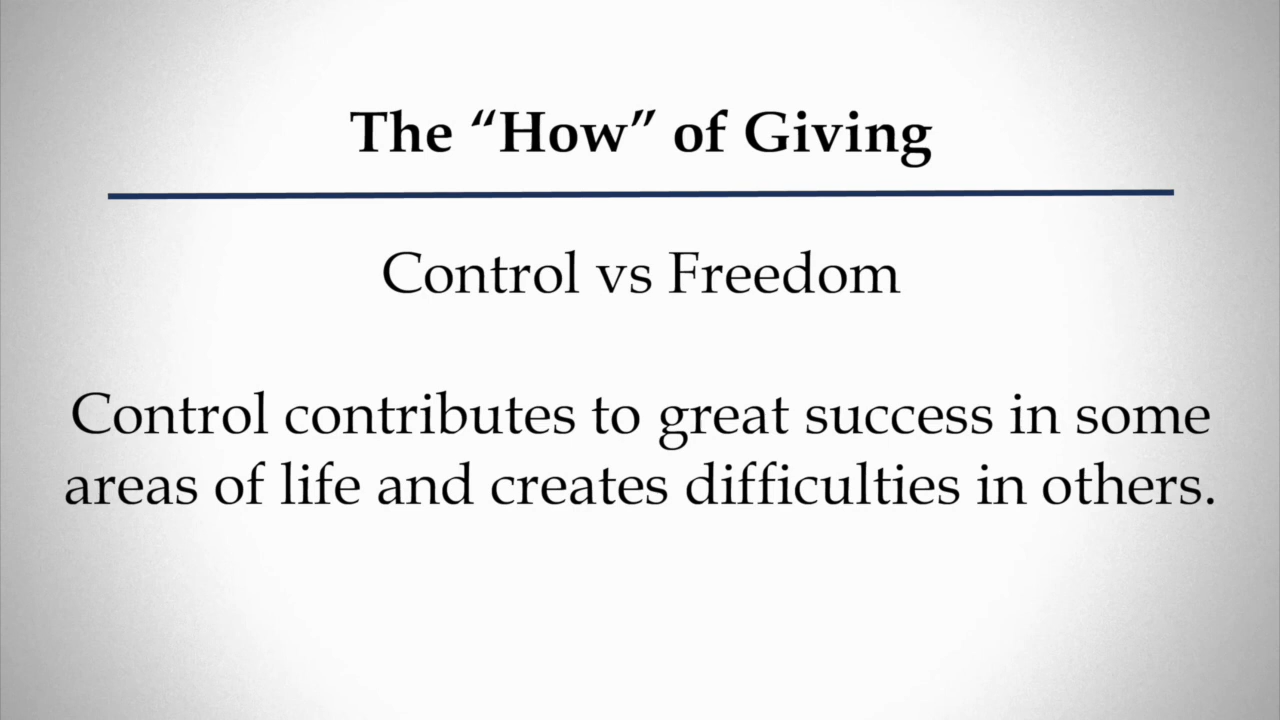 The “How” of Giving
Control vs Freedom
Control contributes to great success in some
areas of life and creates difficulties in others.